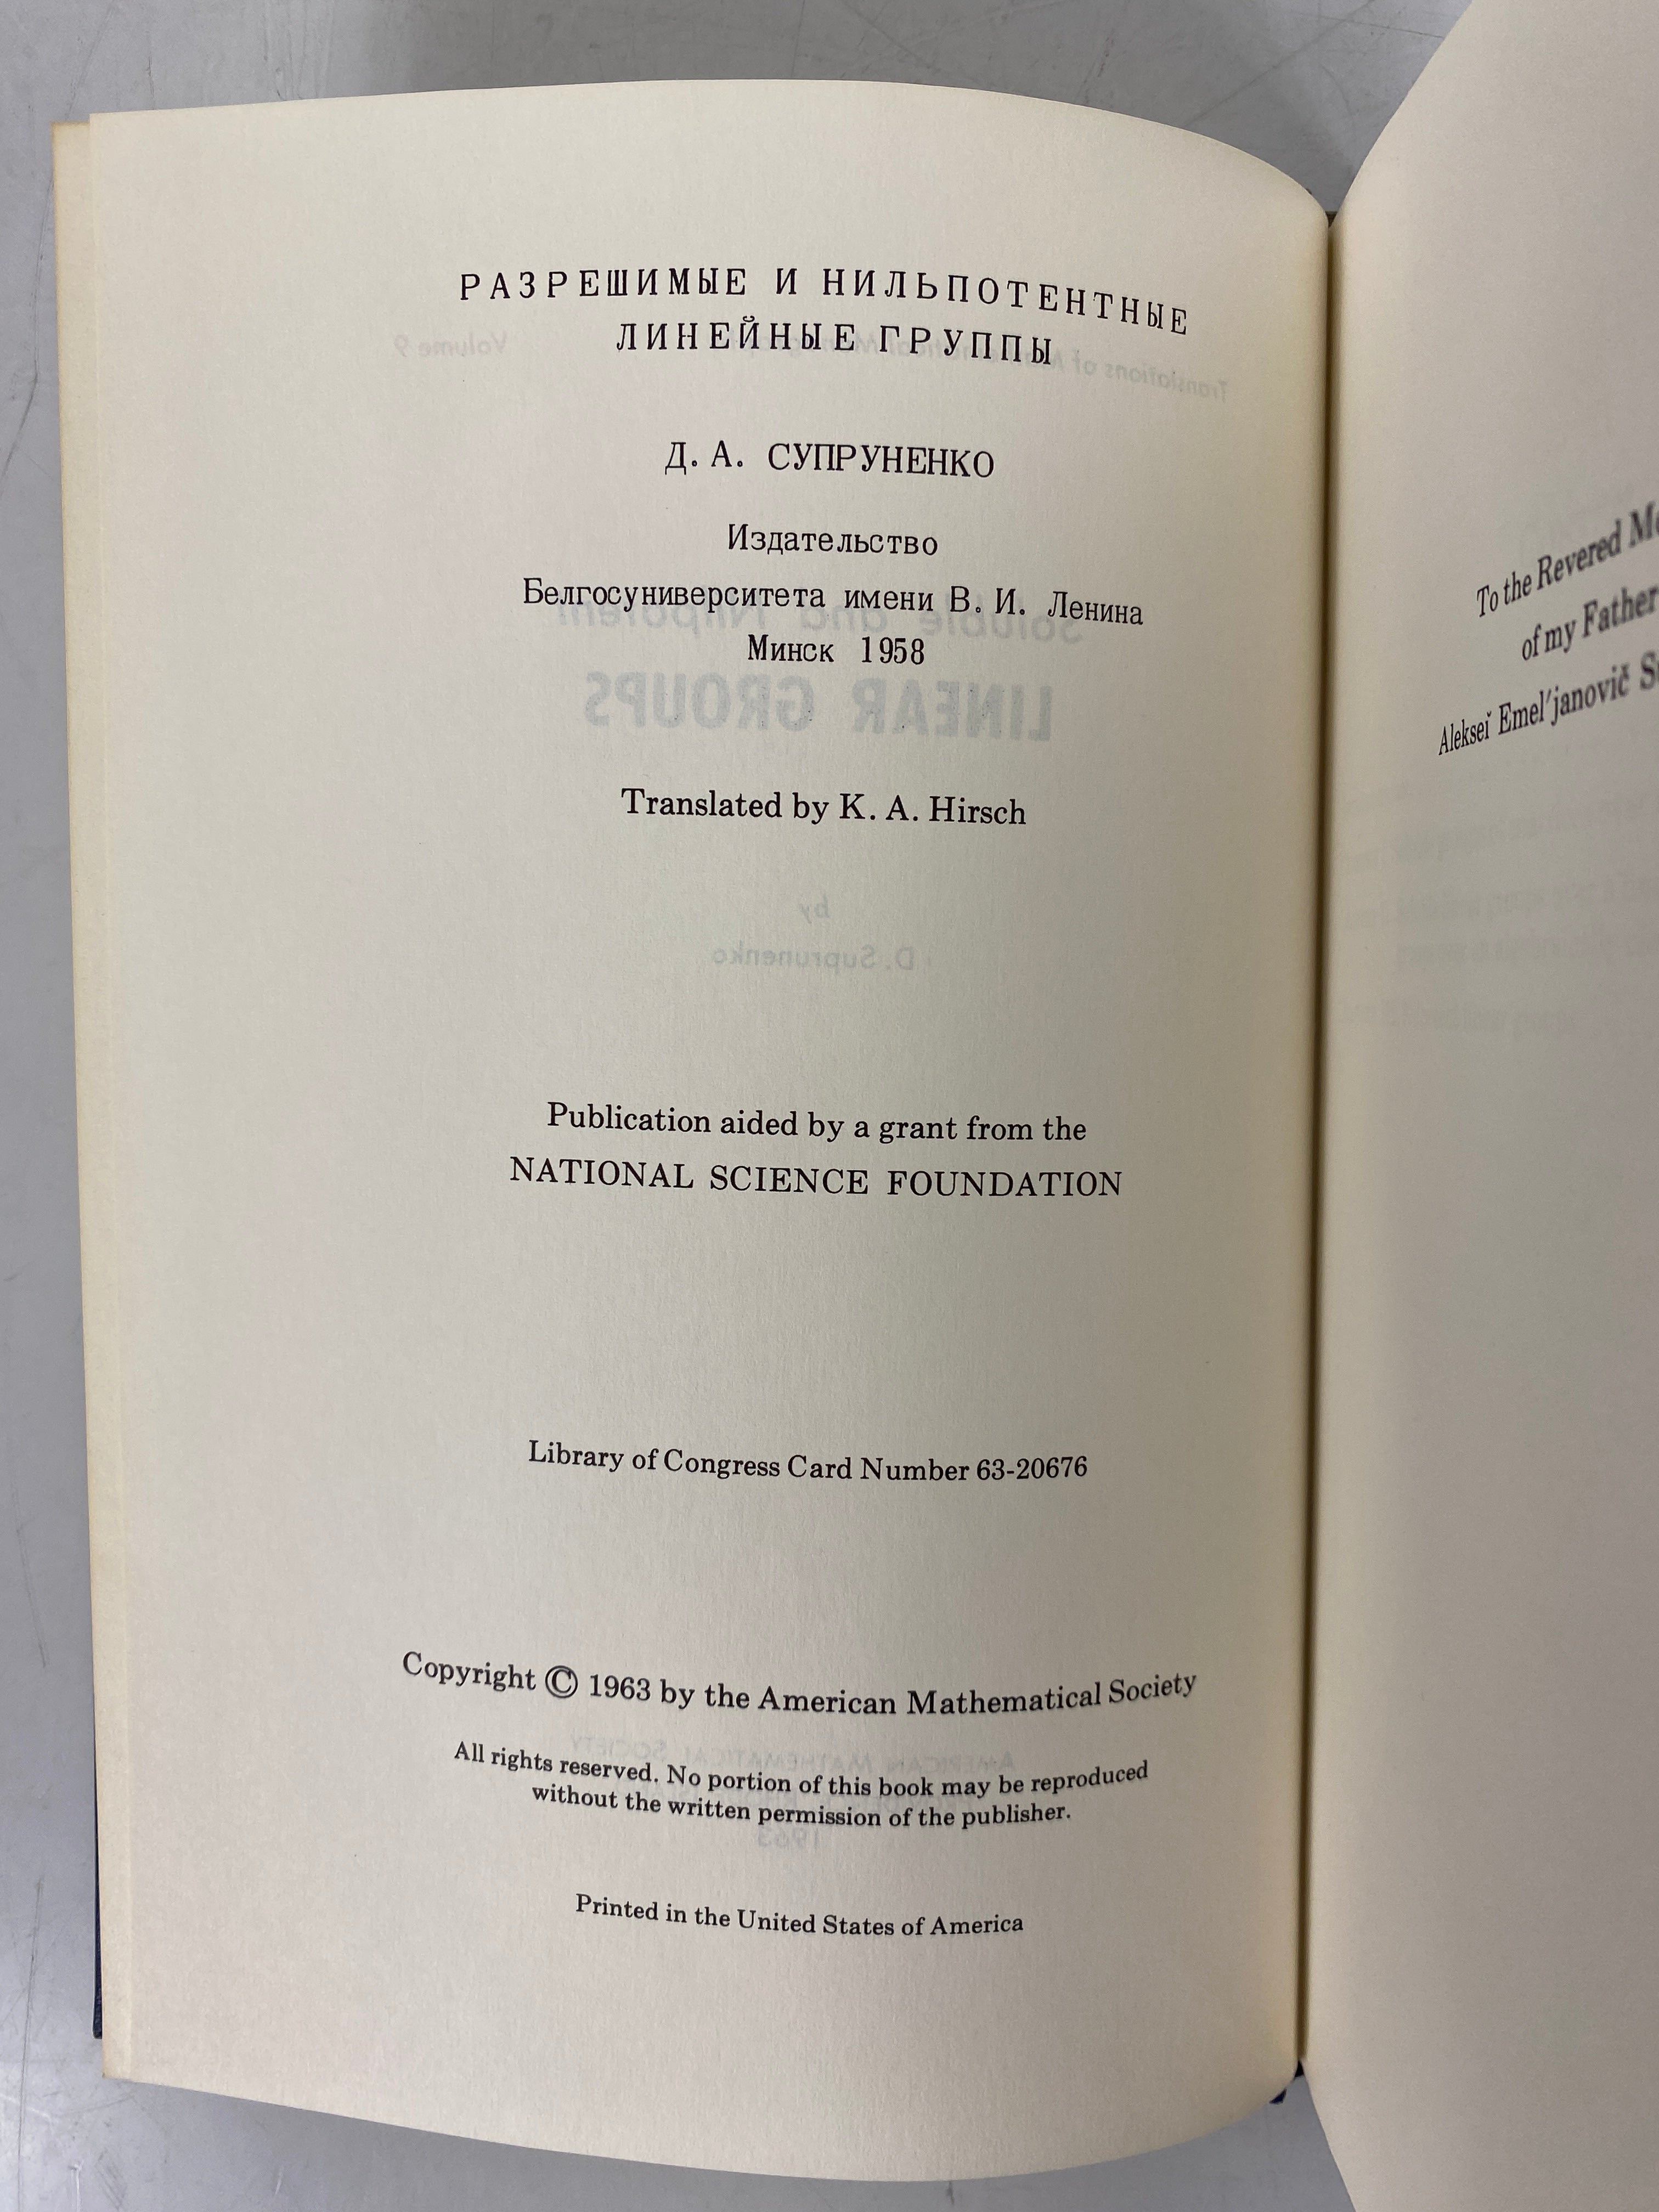 РАЗРЕШИМЫЕ И НИЛЬПОТЕНТНЫЕ
ЛИНЕЙНЫЕ ГРУППЫ
Д. А. СУПРУНЕНКО
Издательство
Белгосуниверситета имени В. И. Ленина
Минск 1958
Translated by K. A. Hirsch
Publication aided by a grant from the
NATIONAL SCIENCE FOUNDATION
Library of Congress Card Number 63-20676
Copyright © 1963 by the American Mathematical Society
All rights reserved. No portion of this book may be reproduced
without the written permission of the publisher.
Printed in the United States of America
To the Revered
of my Father
Alekseĭ Emel'janovič